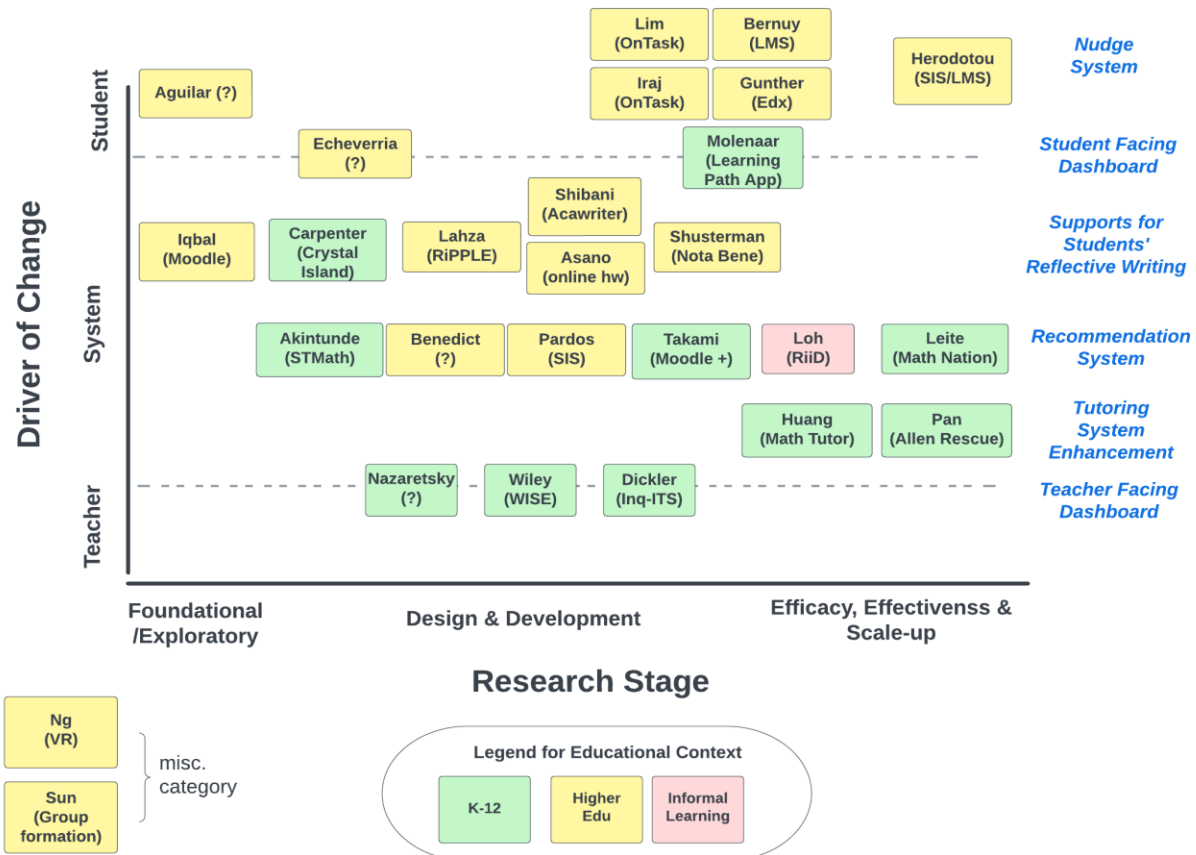 Lim
(OnTask)
Bernuy
(LMS)
Herodotou
(SIS/LMS)
Nudge
System
Student
Aguilar (?)
Iraj
(OnTask)
Gunther
(Edx)
Echeverria
(?)
Molenaar
(Learning
Path App)
Student Facing
Dashboard
Driver of Change
System
Iqbal
(Moodle)
Carpenter
(Crystal
Island)
Lahza
(RiPPLE)
Shibani
(Acawriter)
Asano
(online hw)
Shusterman
(Nota Bene)
Supports for
Students'
Reflective Writing
Akintunde
(STMath)
Benedict
(?)
Pardos
(SIS)
Takami
(Moodle +)
Loh
(RiiD)
Leite
(Math Nation)
Recommendation
System
Huang
(Math Tutor)
Pan
(Allen Rescue)
Tutoring
System
Enhancement
Teacher
Nazaretsky
(?)
Wiley
(WISE)
Dickler
(Inq-ITS)
Teacher Facing
Dashboard
Foundational
/Exploratory
Design & Development
Efficacy, Effectivenss &
Scale-up
Research Stage
Ng
(VR)
Sun
(Group
formation)
misc.
category
Legend for Educational Context
K-12
Higher
Edu
Informal
Learning